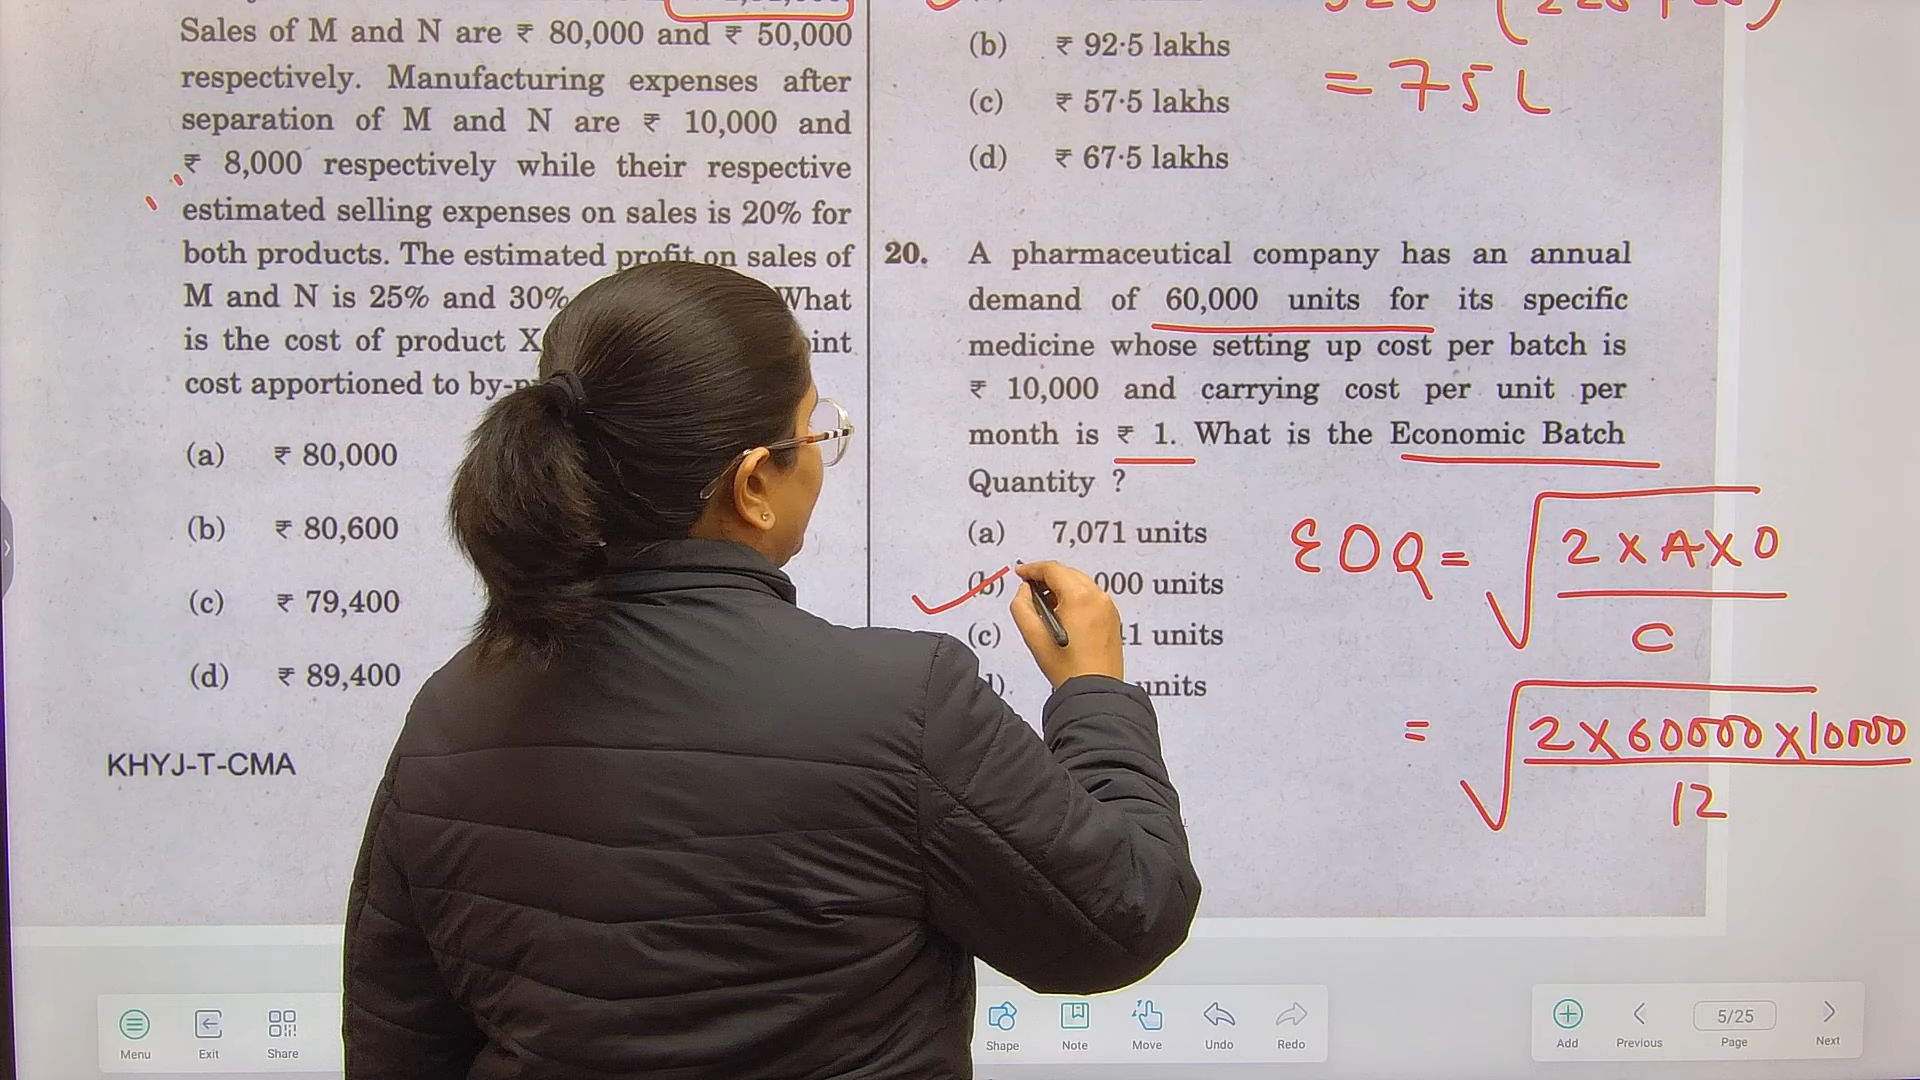 Sales of M and N are ₹ 80,000 and ₹ 50,000
respectively. Manufacturing expenses after
separation of M and N are ₹ 10,000 and
₹ 8,000 respectively while their respective
estimated selling expenses on sales is 20% for
both products. The estimated profit on sales of
M and N is 25% and 30% What
is the cost of product X
cost apportioned to
(a) ₹ 80,000
(b) ₹ 80,600
(c) ₹ 79,400
(d) ₹ 89,400
KHYJ-T-CMA
(b) ₹ 92·5 lakhs
(c) ₹ 57·5 lakhs
(d) ₹ 67·5 lakhs
= 75 L
20. A pharmaceutical company has an annual
demand of 60,000 units for its specific
medicine whose setting up cost per batch is
₹ 10,000 and carrying cost per unit per
month is ₹ 1. What is the Economic Batch
Quantity ?
(a) 7,071 units
(b) 000 units
(c) units
units
EOQ = √ 2 X A X O
C
= √ 2 X 60000 X 10000
12
Menu
Exit
Share
Shape
Note
Move
Undo
Redo
Add
Previous
5/25
Page
Next